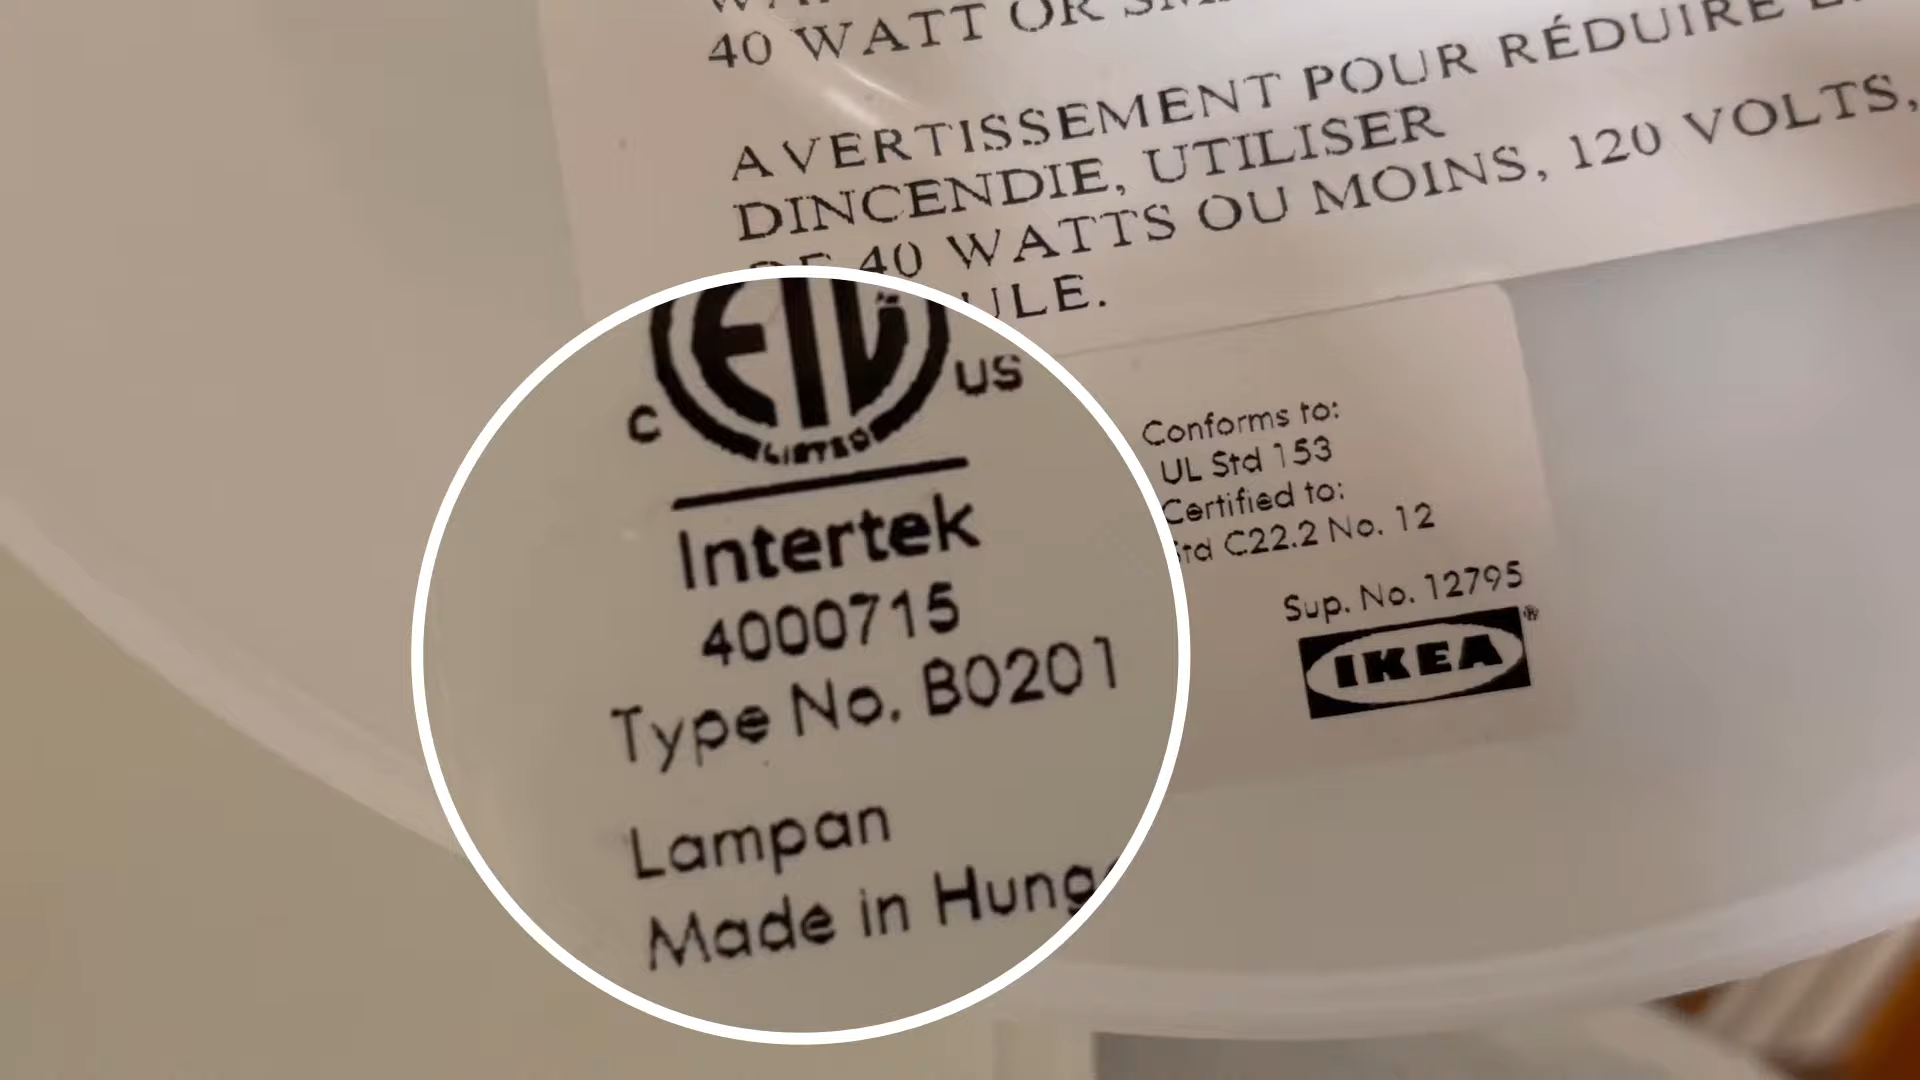 40 WATT OR
AVERTISSEMENT POUR RÉDUIRE
DINCENDIE, UTILISER
40 WATTS OU MOINS, 120 VOLTS,
ETL
C US
LISTED
Intertek
4000715
Type No. B0201
Lampan
Made in
Conforms to:
UL Std 153
Certified to:
C22.2 No. 12
Sup. No. 12795
IKEA®